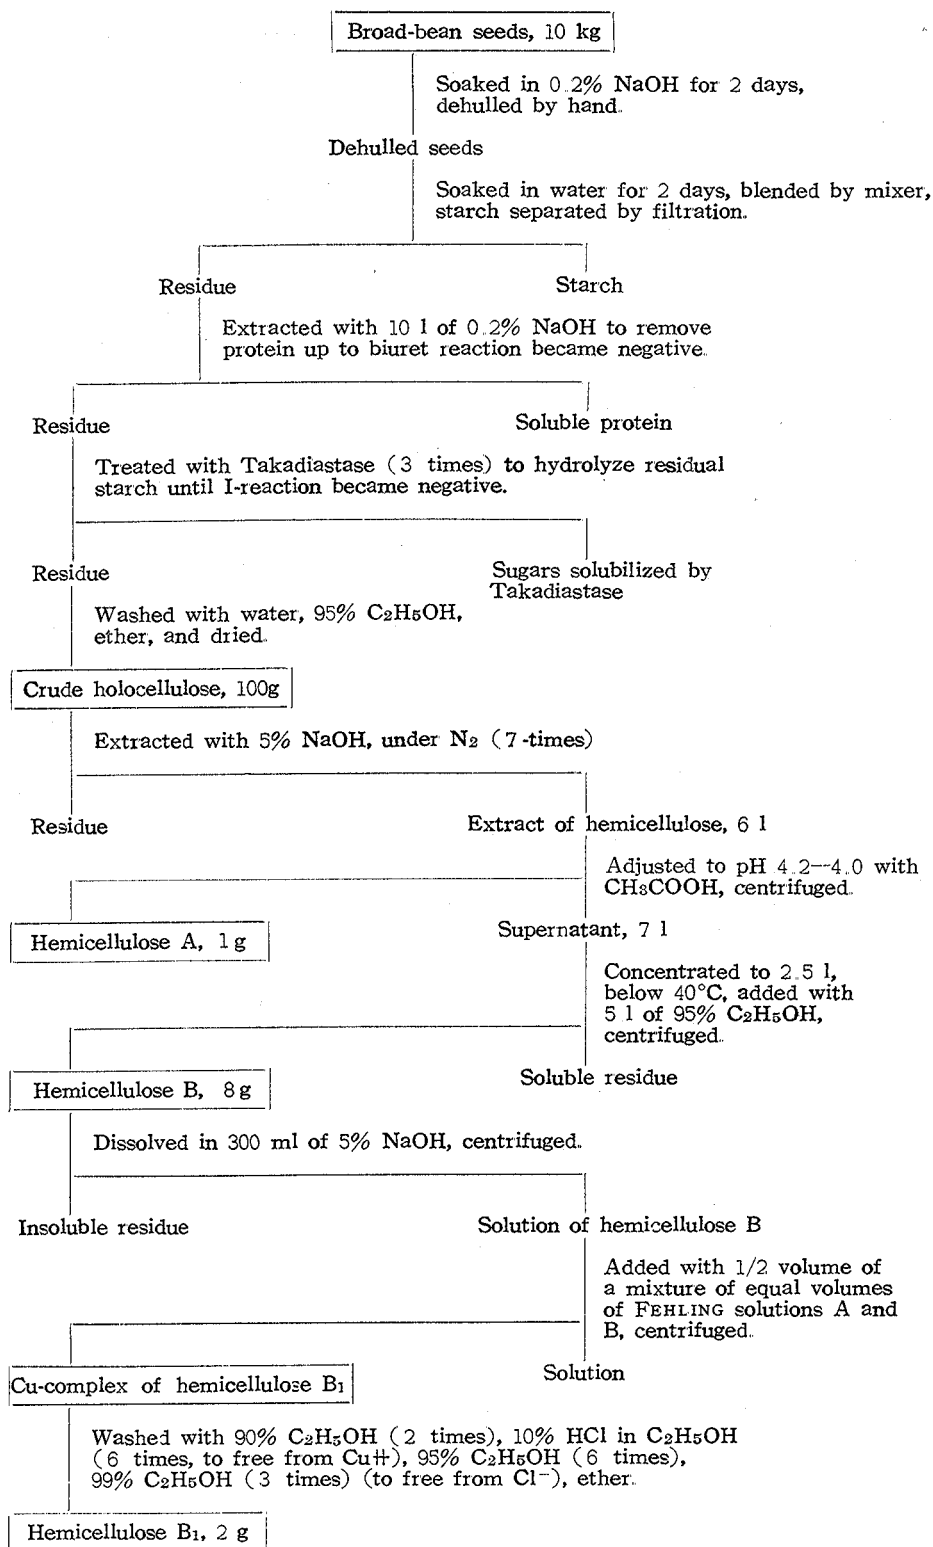 Broad-bean seeds, 10 kg
Soaked in 0.2% NaOH for 2 days,
dehulled by hand.
Dehulled seeds
Soaked in water for 2 days, blended by mixer,
starch separated by filtration.
Residue
Starch
Extracted with 10 l of 0.2% NaOH to remove
protein up to biuret reaction became negative.
Residue
Soluble protein
Treated with Takadiastase (3 times) to hydrolyze residual
starch until I-reaction became negative.
Residue
Sugars solubilized by
Takadiastase
Washed with water, 95% C₂H₅OH,
ether, and dried.
Crude holocellulose, 100g
Extracted with 5% NaOH, under N₂ (7-times)
Residue
Extract of hemicellulose, 6 l
Adjusted to pH 4.2--4.0 with
CH₃COOH, centrifuged.
Hemicellulose A, 1 g
Supernatant, 7 l
Concentrated to 2.5 l,
below 40°C, added with
5 l of 95% C₂H₅OH,
centrifuged.
Hemicellulose B, 8 g
Soluble residue
Dissolved in 300 ml of 5% NaOH, centrifuged.
Insoluble residue
Solution of hemicellulose B
Added with 1/2 volume of
a mixture of equal volumes
of FEHLING solutions A and
B, centrifuged.
Cu-complex of hemicellulose B₁
Solution
Washed with 90% C₂H₅OH (2 times), 10% HCl in C₂H₅OH
(6 times, to free from Cu⁺⁺), 95% C₂H₅OH (6 times),
99% C₂H₅OH (3 times) (to free from Cl⁻), ether.
Hemicellulose B₁, 2 g